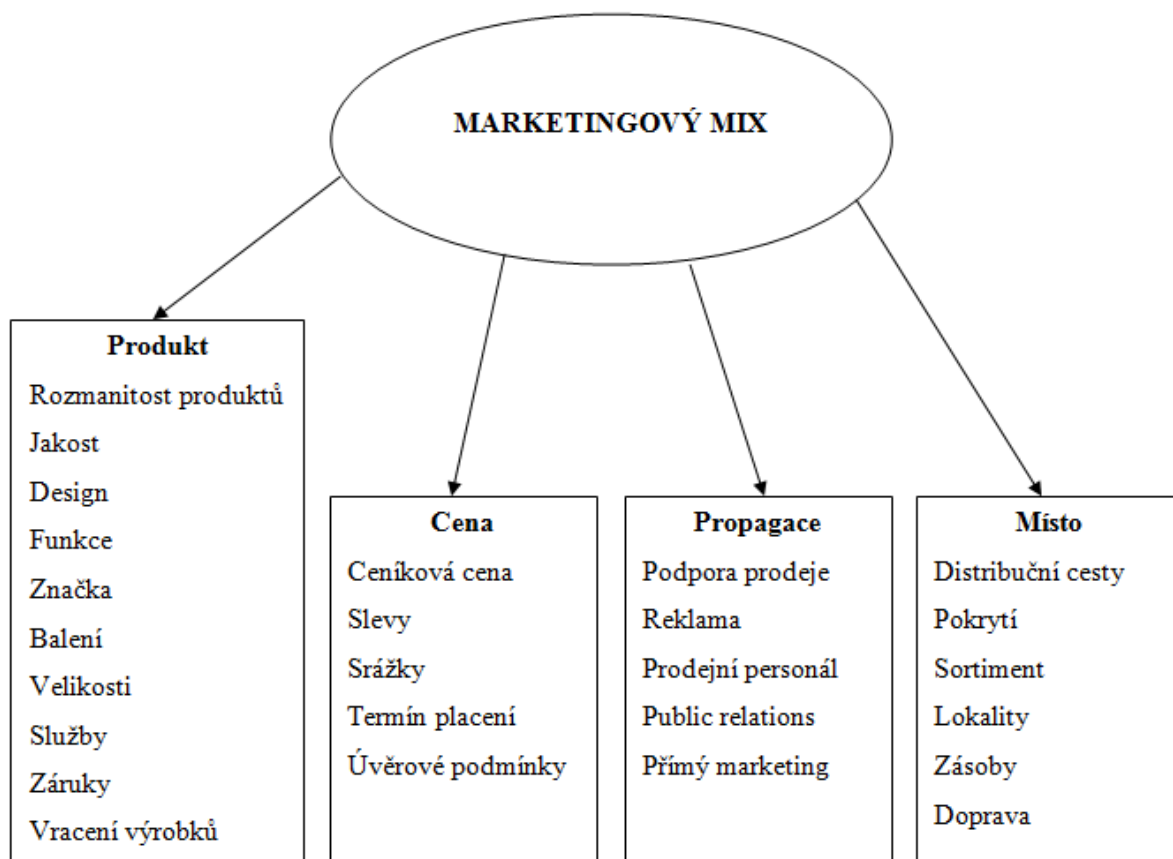 MARKETINGOVÝ MIX
Produkt
Rozmanitost produktů
Jakost
Design
Funkce
Značka
Balení
Velikosti
Služby
Záruky
Vracení výrobků
Cena
Ceníková cena
Slevy
Srážky
Termín placení
Úvěrové podmínky
Propagace
Podpora prodeje
Reklama
Prodejní personál
Public relations
Přímý marketing
Místo
Distribuční cesty
Pokrytí
Sortiment
Lokality
Zásoby
Doprava